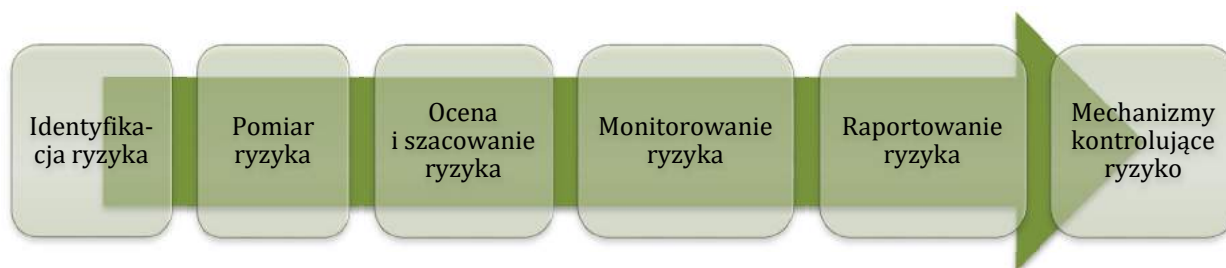 Identyfika-
cja ryzyka
Pomiar
ryzyka
Ocena
i szacowanie
ryzyka
Monitorowanie
ryzyka
Raportowanie
ryzyka
Mechanizmy
kontrolujące
ryzyko